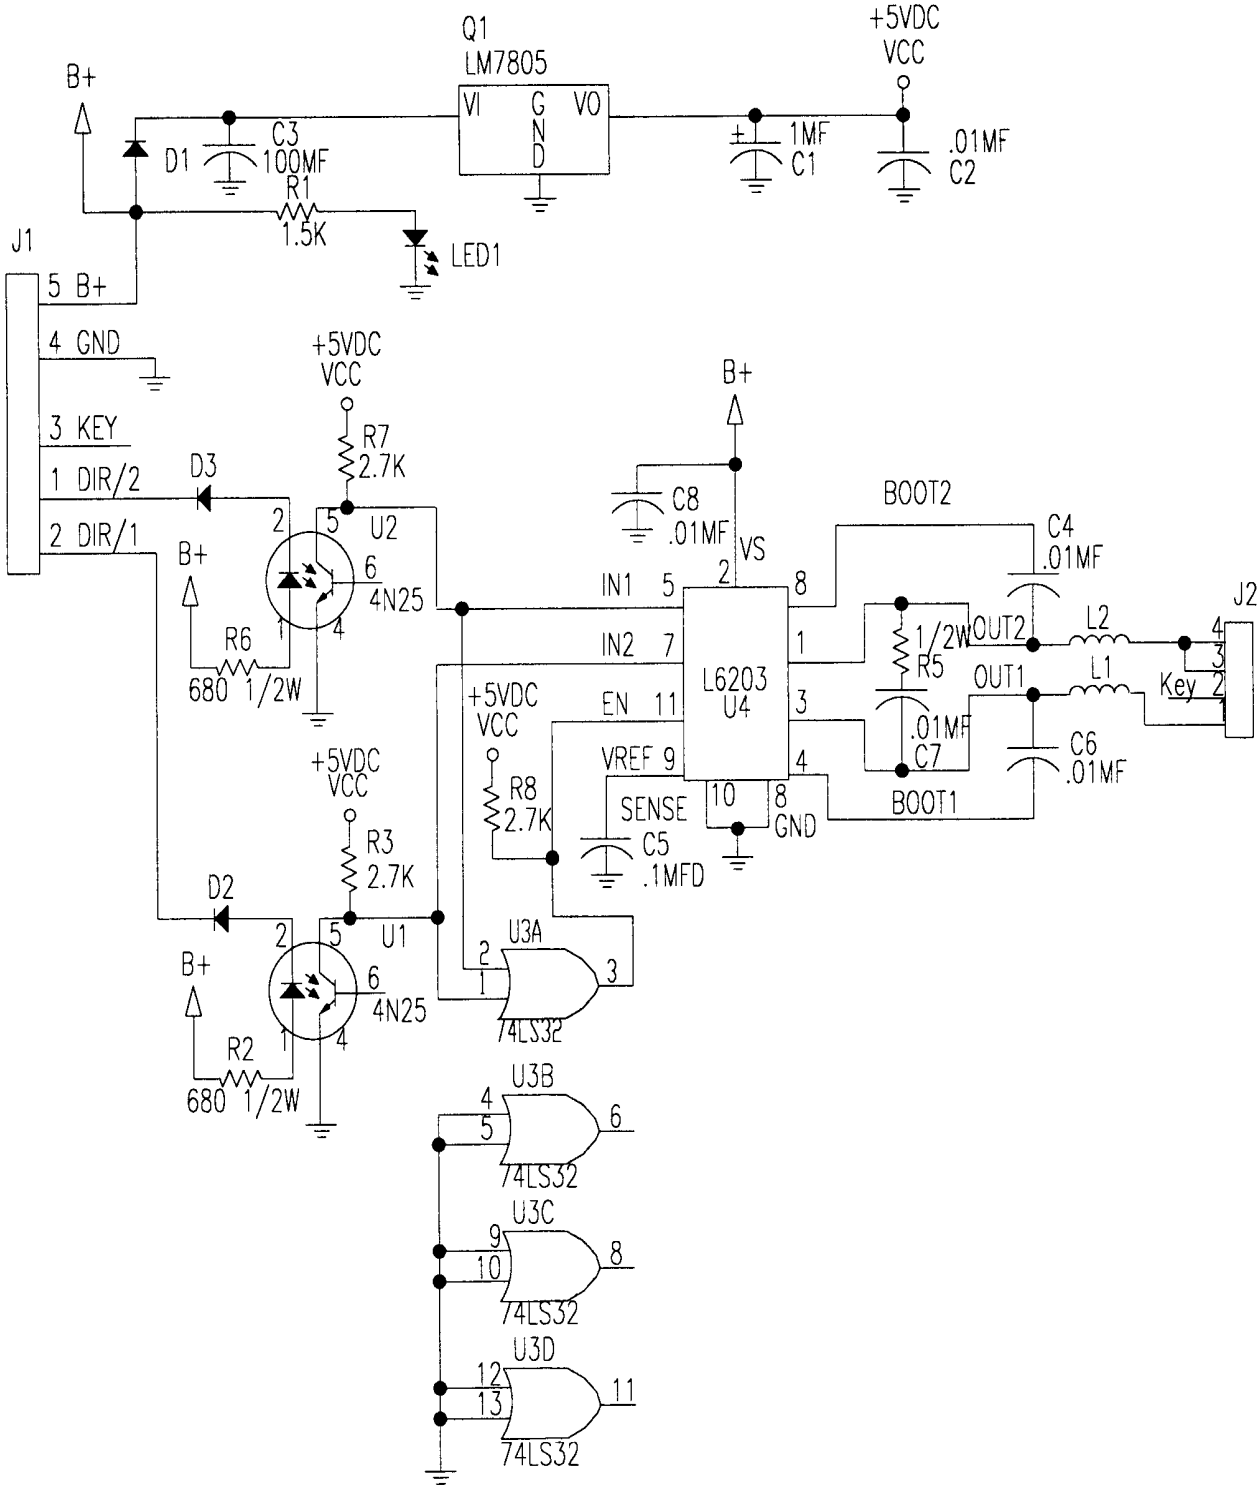 Q1
LM7805
VI
GND
VO
+5VDC
VCC
B+
D1
C3
100MF
+
1MF
C1
.01MF
C2
R1
1.5K
LED1
J1
5 B+
4 GND
3 KEY
1 DIR/2
2 DIR/1
+5VDC
VCC
R7
2.7K
D3
2
5
U2
6
4N25
1
4
B+
R6
680 1/2W
B+
C8
.01MF
VS
2
BOOT2
C4
.01MF
IN1 5
IN2 7
EN 11
VREF 9
SENSE
L6203
U4
8
1
3
4
10
8
GND
1/2W
R5
OUT2
OUT1
.01MF
C7
BOOT1
L2
L1
C6
.01MF
J2
4
3
Key 2
1
+5VDC
VCC
R8
2.7K
C5
.1MFD
+5VDC
VCC
R3
2.7K
D2
2
5
U1
6
4N25
1
4
B+
R2
680 1/2W
U3A
2
1
3
74LS32
U3B
4
5
6
74LS32
U3C
9
10
8
74LS32
U3D
12
13
11
74LS32